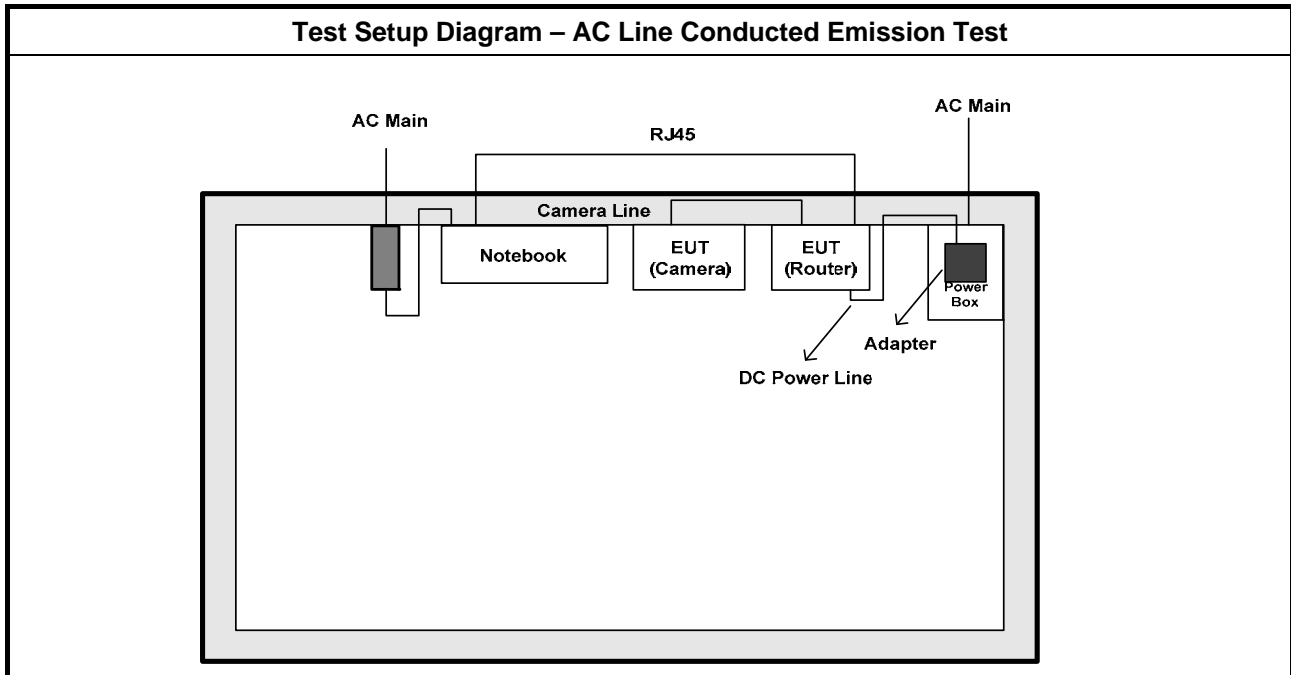 Test Setup Diagram – AC Line Conducted Emission Test
AC Main
AC Main
RJ45
Camera Line
Notebook
EUT
(Camera)
EUT
(Router)
Power
Box
Adapter
DC Power Line